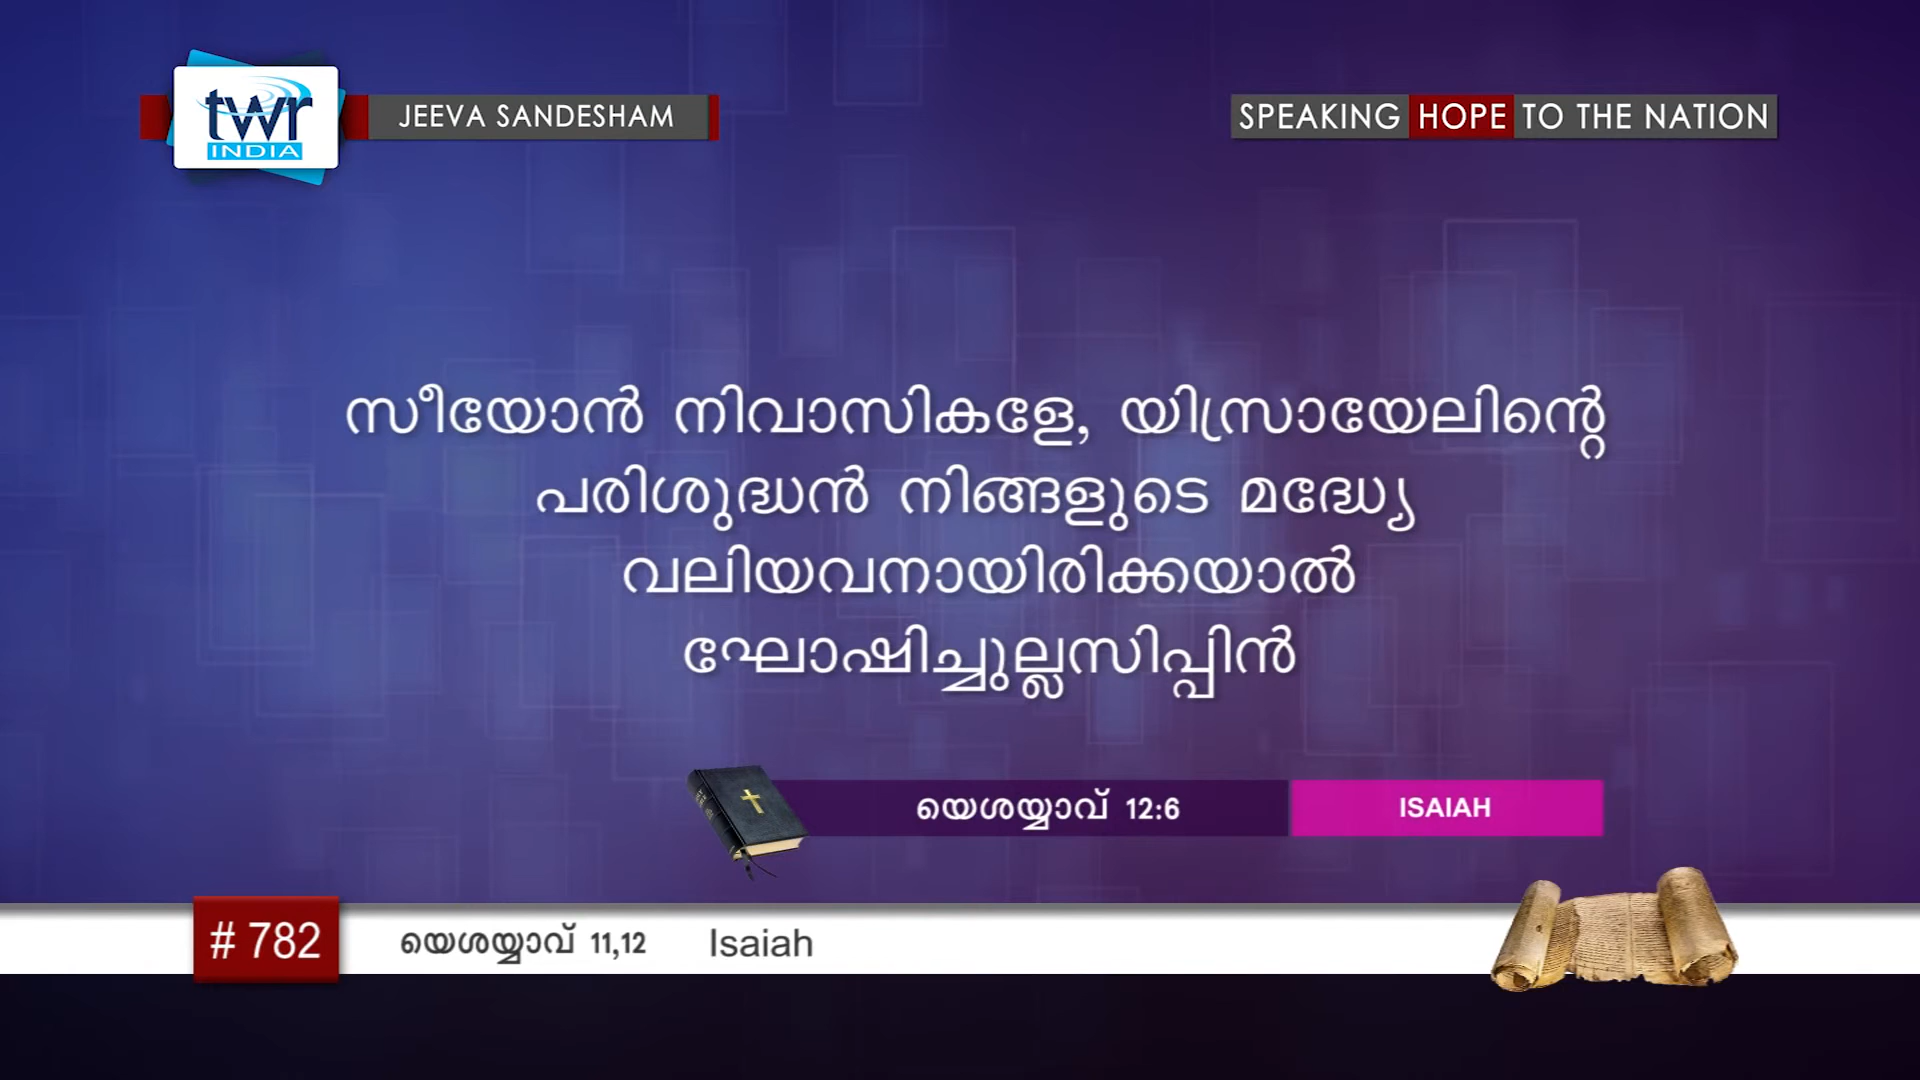 twr
INDIA
JEEVA SANDESHAM
SPEAKING HOPE TO THE NATION
സീയോൻ നിവാസികളേ, യിസ്രായേലിന്റെ
പരിശുദ്ധൻ നിങ്ങളുടെ മദ്ധ്യേ
വലിയവനായിരിക്കയാൽ
ഘോഷിച്ചുല്ലസിപ്പിൻ
യെശയ്യാവ് 12:6
ISAIAH
# 782
യെശയ്യാവ് 11,12
Isaiah